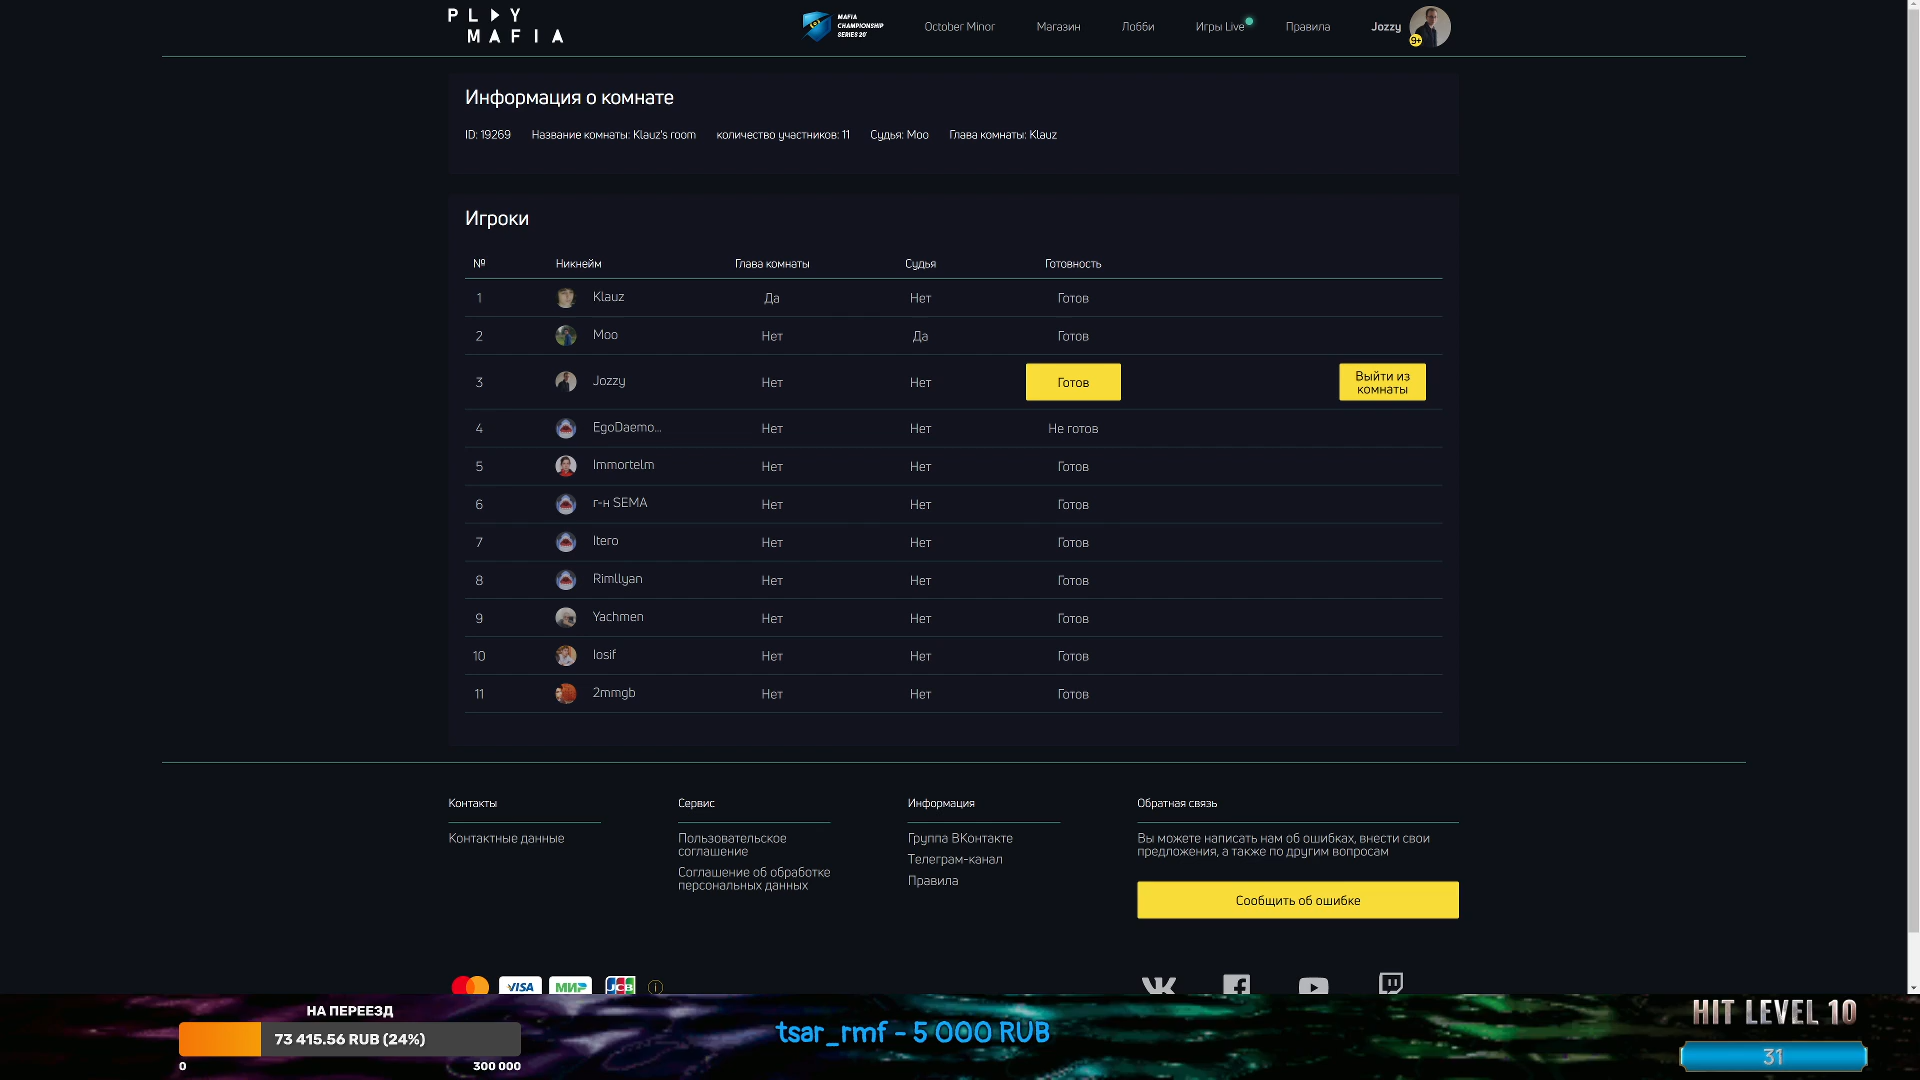 PLAY
MAFIA
MAFIA
CHAMPIONSHIP
SERIES 20'
October Minor
Магазин
Лобби
Игры Live
Правила
Jozzy
9+
Информация о комнате
ID: 19269 Название комнаты: Klauz's room количество участников: 11 Судья: Moo Глава комнаты: Klauz
Игроки
№ Никнейм Глава комнаты Судья Готовность
1 Klauz Да Нет Готов
2 Moo Нет Да Готов
3 Jozzy Нет Нет Готов Выйти из
комнаты
4 EgoDaemo... Нет Нет Не готов
5 Immortelm Нет Нет Готов
6 г-н SEMA Нет Нет Готов
7 Itero Нет Нет Готов
8 Rimllyan Нет Нет Готов
9 Yachmen Нет Нет Готов
10 Iosif Нет Нет Готов
11 2mmgb Нет Нет Готов
Контакты
Контактные данные
Сервис
Пользовательское
соглашение
Соглашение об обработке
персональных данных
Информация
Группа ВКонтакте
Телеграм-канал
Правила
Обратная связь
Вы можете написать нам об ошибках, внести свои
предложения, а также по другим вопросам
Сообщить об ошибке
VISA
МИР
JCB
НА ПЕРЕЕЗД
73 415.56 RUB (24%)
0 300 000
tsar_rmf - 5 000 RUB
HIT LEVEL 10
31